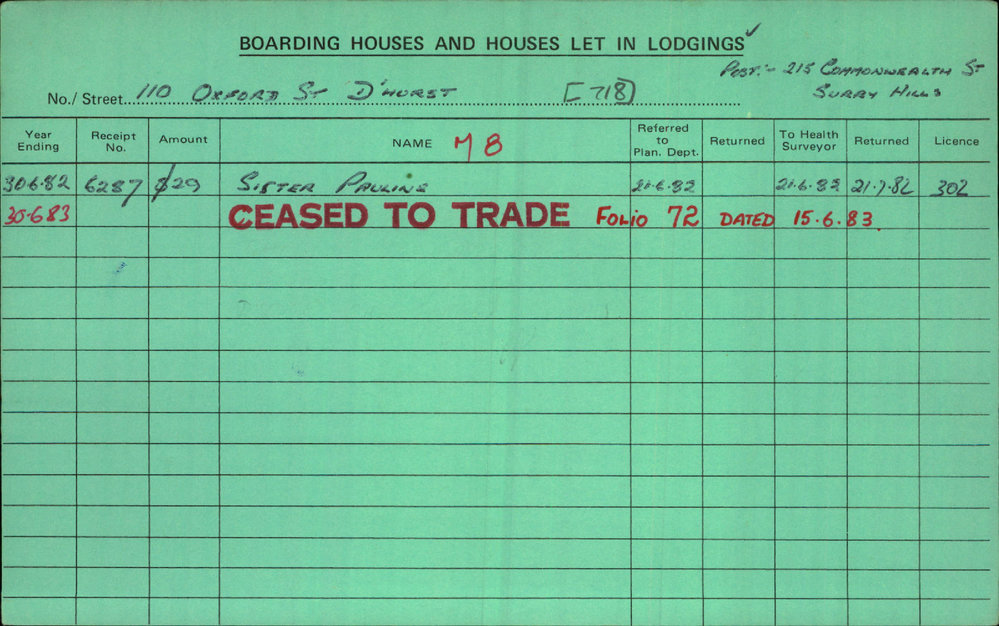 BOARDING HOUSES AND HOUSES LET IN LODGINGS ✓
POST:- 215 COMMONWEALTH ST
SURRY HILLS
No./Street 110 OXFORD ST D'HURST [718]
Year Ending Receipt No. Amount NAME M 8 Referred to Plan. Dept. Returned To Health Surveyor Returned Licence
30.6.82 6287 $29 SISTER PAULINE 21.6.82 21.6.82 21.7.82 302
30.6.83 CEASED TO TRADE FOLIO 72 DATED 15.6.83.